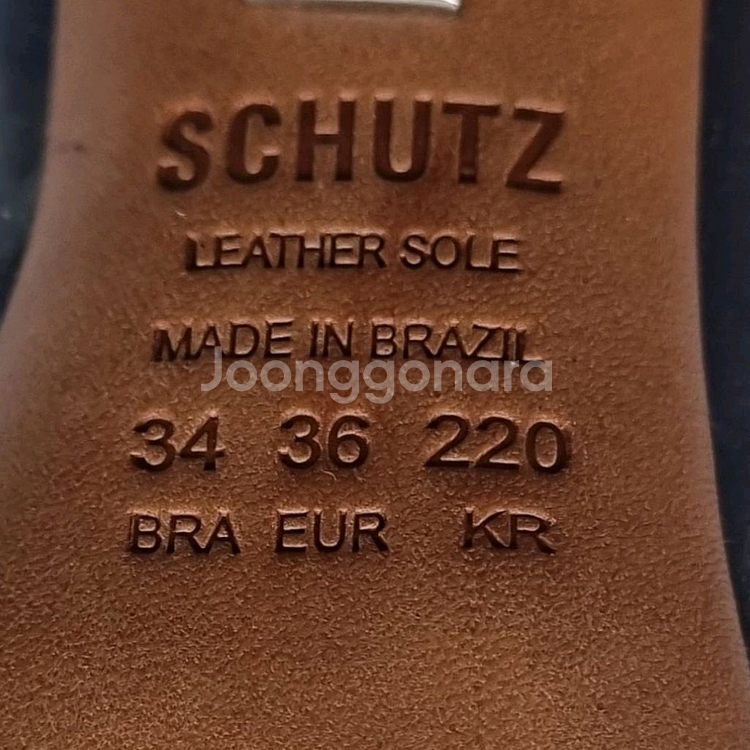 SCHUTZ
LEATHER SOLE
MADE IN BRAZIL
Joonggonara
34 36 220
BRA EUR KR